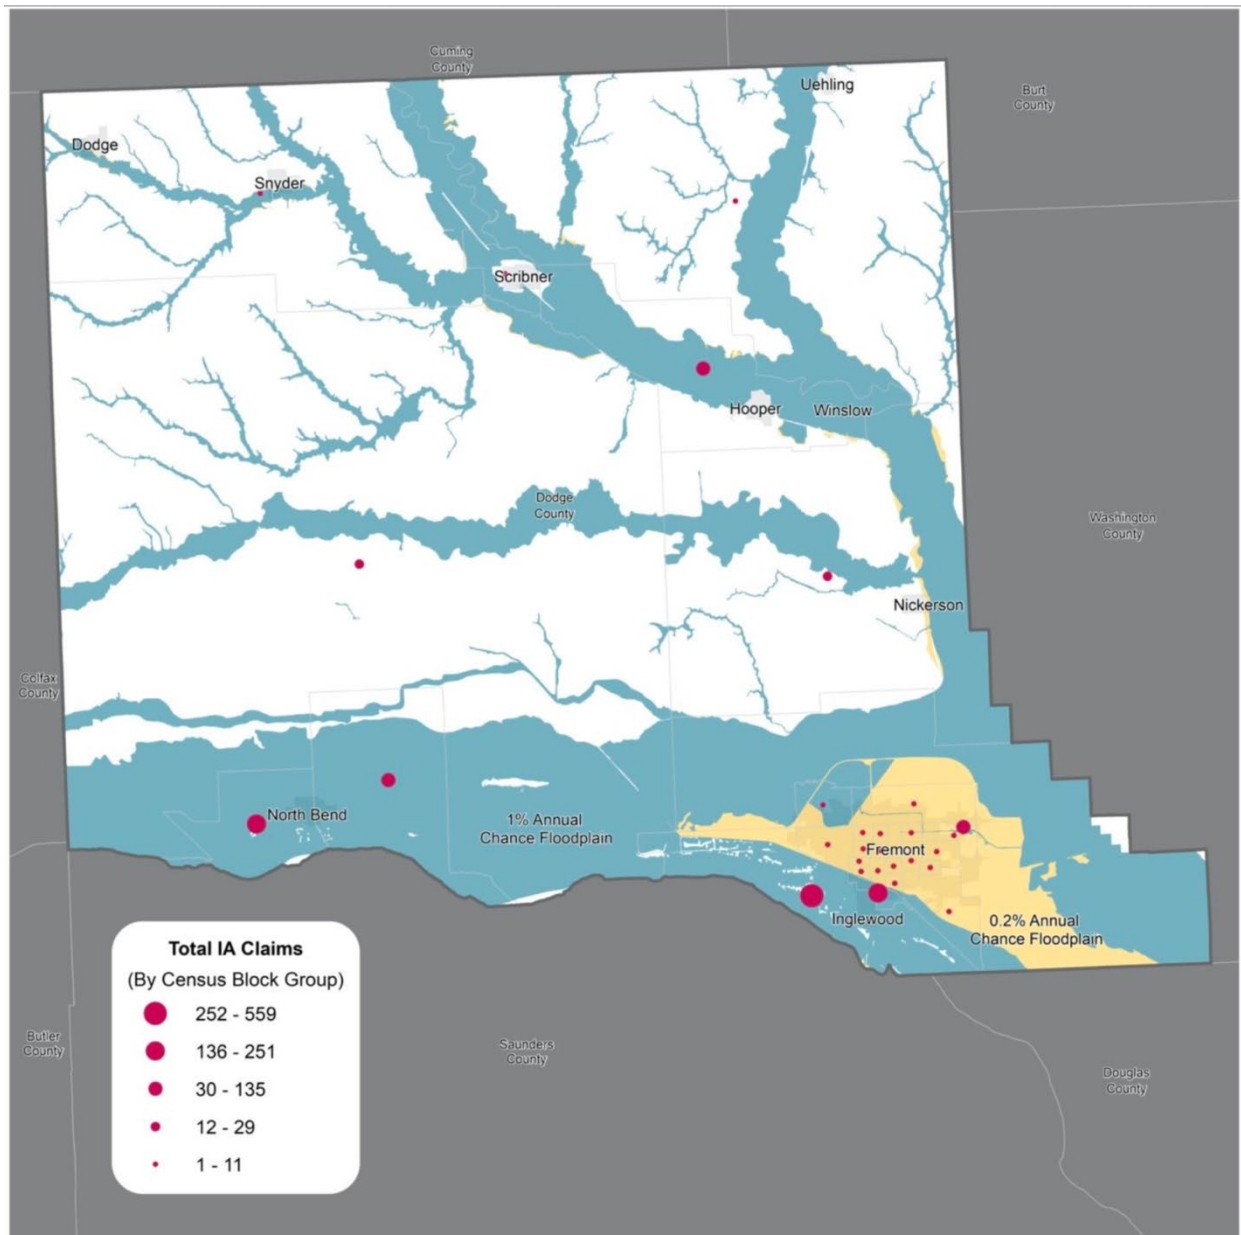 Cuming
County
Uehling
Burt
County
Dodge
Snyder
Scribner
Hooper
Winslow
Dodge
County
Washington
County
Nickerson
Colfax
County
North Bend
1% Annual
Chance Floodplain
Fremont
Inglewood
0.2% Annual
Chance Floodplain
Total IA Claims
(By Census Block Group)
252 - 559
136 - 251
30 - 135
12 - 29
1 - 11
Butler
County
Saunders
County
Douglas
County